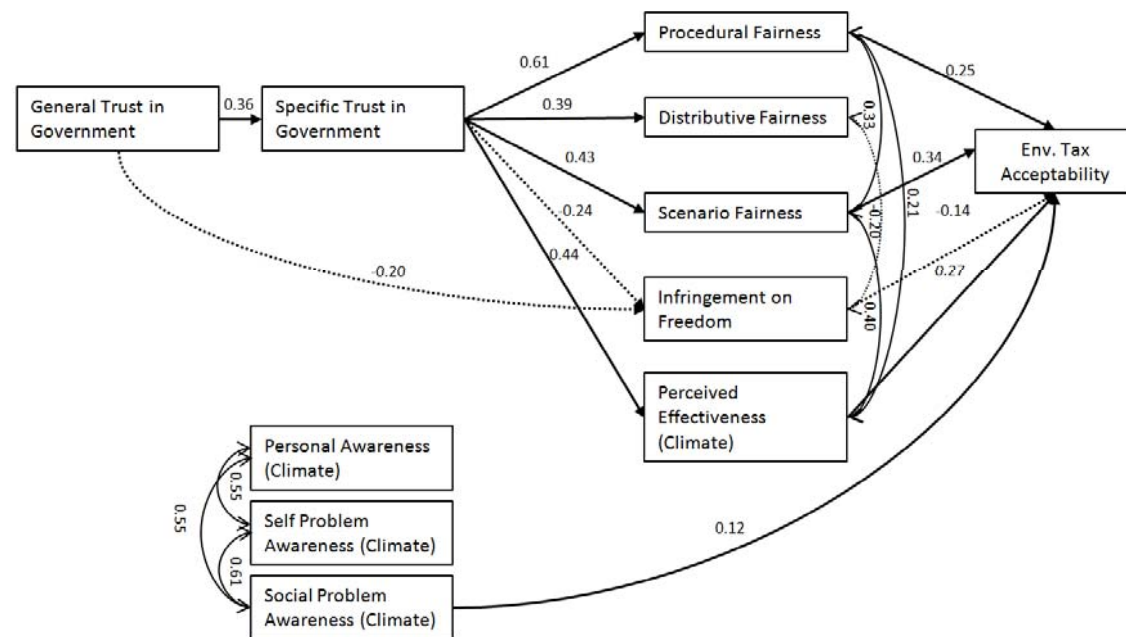 Procedural Fairness
0.61
0.25
General Trust in
Government
0.36
Specific Trust in
Government
0.39
Distributive Fairness
0.33
Env. Tax
Acceptability
0.43
0.34
Scenario Fairness
0.21
-0.24
-0.20
-0.14
0.44
-0.20
0.27
Infringement on
Freedom
0.40
Perceived
Effectiveness
(Climate)
Personal Awareness
(Climate)
0.55
0.55
Self Problem
Awareness (Climate)
0.12
0.61
Social Problem
Awareness (Climate)